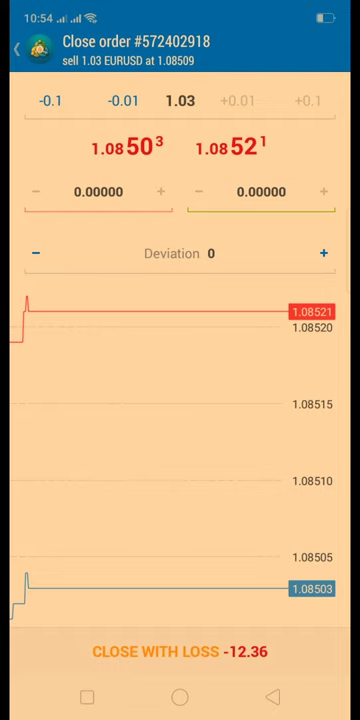 10:54
Close order #572402918
sell 1.03 EURUSD at 1.08509
-0.1 -0.01 1.03 +0.01 +0.1
1.08503 1.08521
− 0.00000 + − 0.00000 +
− Deviation 0 +
1.08521
1.08520
1.08515
1.08510
1.08505
1.08503
CLOSE WITH LOSS -12.36